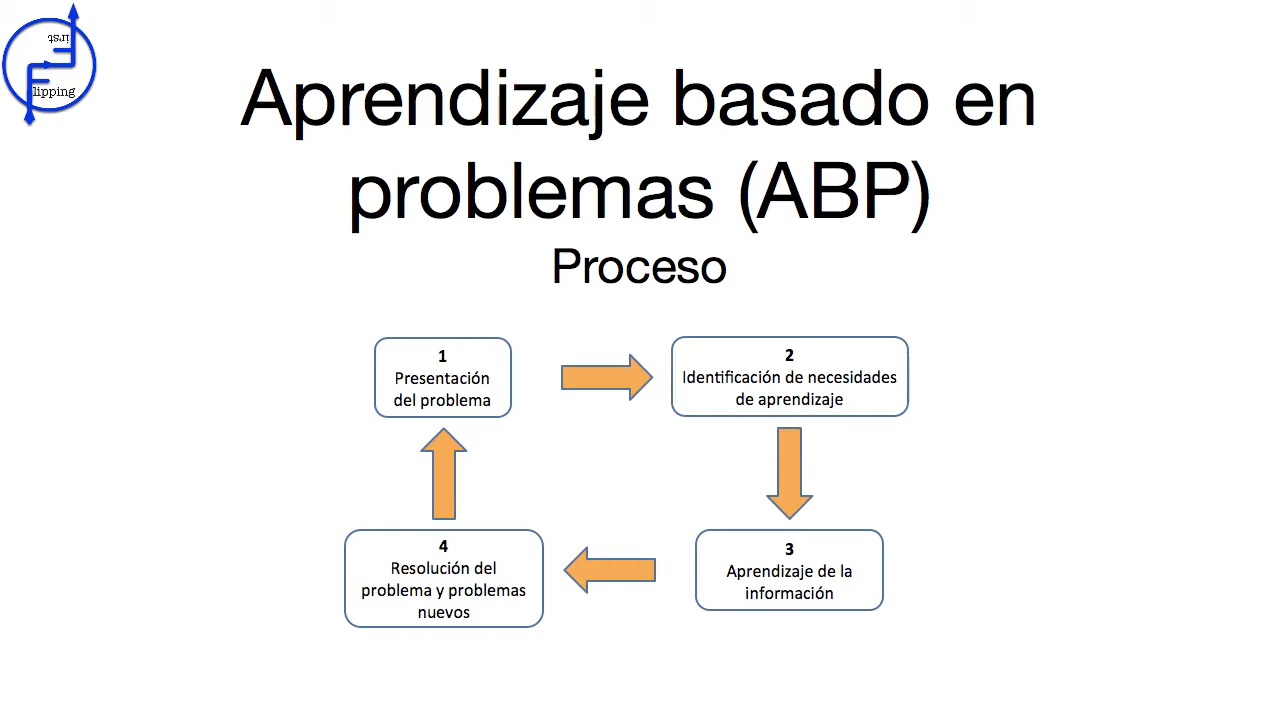 irst
lipping
Aprendizaje basado en
problemas (ABP)
Proceso
1
Presentación
del problema
2
Identificación de necesidades
de aprendizaje
3
Aprendizaje de la
información
4
Resolución del
problema y problemas
nuevos